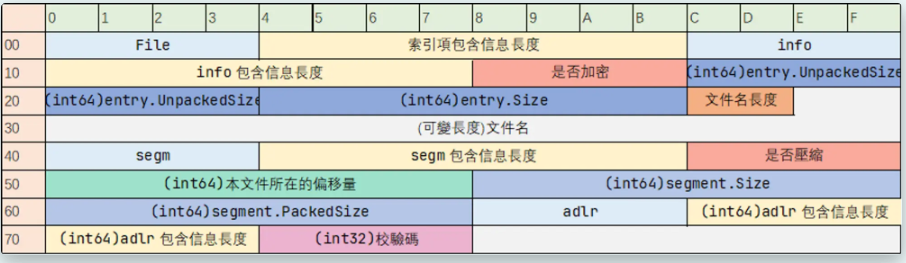 0 1 2 3 4 5 6 7 8 9 A B C D E F
00 File 索引項包含信息長度 info
10 info 包含信息長度 是否加密 (int64)entry.UnpackedSize
20 (int64)entry.UnpackedSize (int64)entry.Size 文件名長度
30 (可變長度)文件名
40 segm segm 包含信息長度 是否壓縮
50 (int64)本文件所在的偏移量 (int64)segment.Size
60 (int64)segment.PackedSize adlr (int64)adlr 包含信息長度
70 (int64)adlr 包含信息長度 (int32)校驗碼